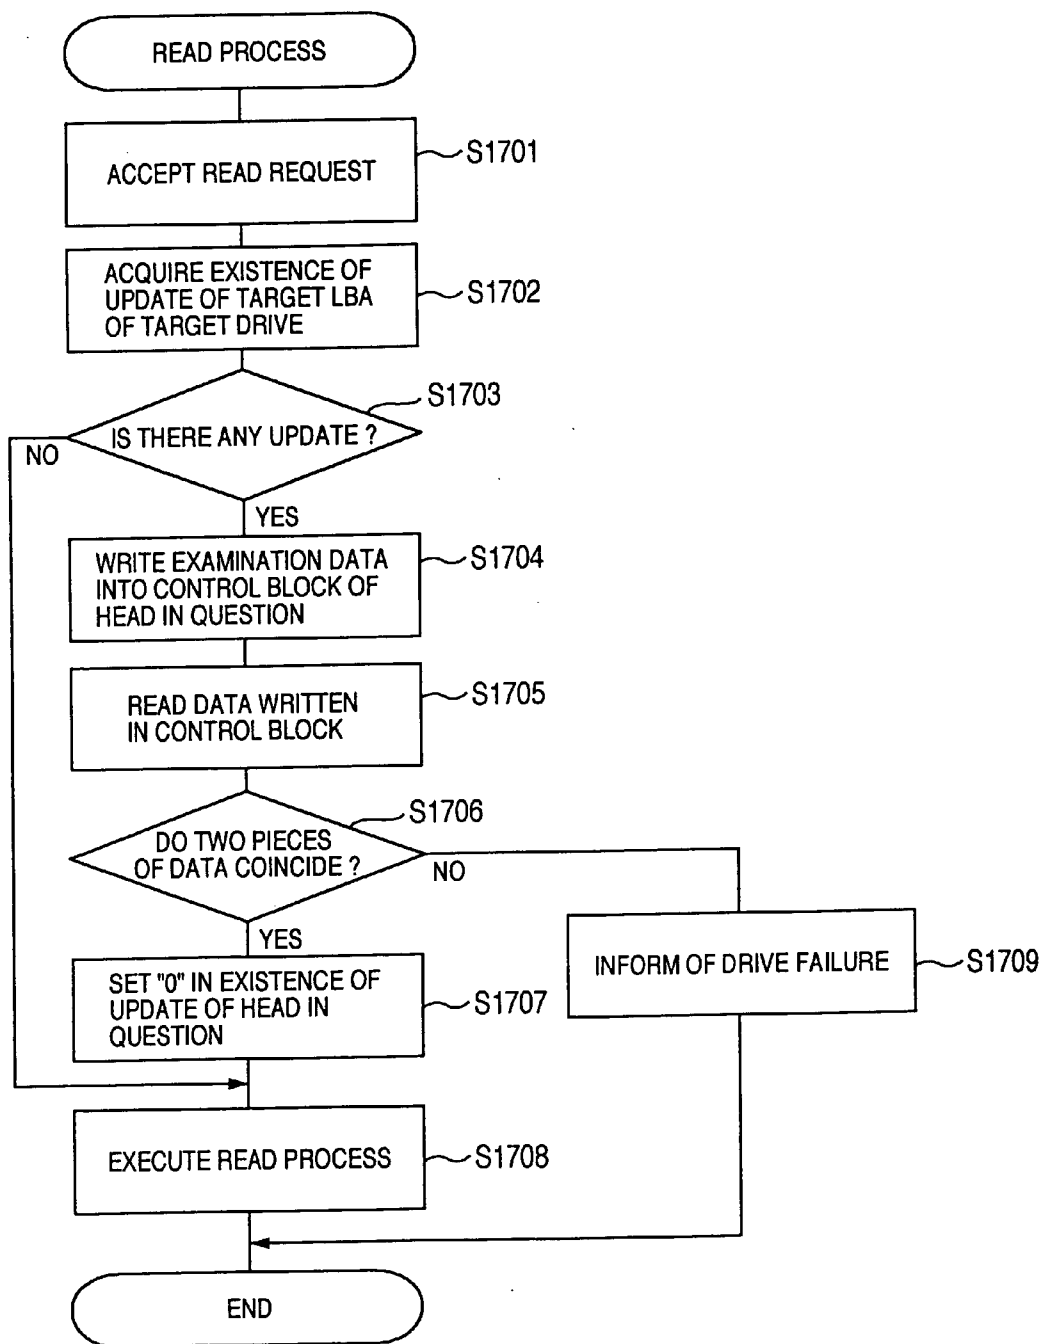 READ PROCESS
ACCEPT READ REQUEST
S1701
ACQUIRE EXISTENCE OF
UPDATE OF TARGET LBA
OF TARGET DRIVE
S1702
S1703
IS THERE ANY UPDATE ?
NO
YES
WRITE EXAMINATION DATA
INTO CONTROL BLOCK OF
HEAD IN QUESTION
S1704
READ DATA WRITTEN
IN CONTROL BLOCK
S1705
S1706
DO TWO PIECES
OF DATA COINCIDE ?
NO
YES
SET "0" IN EXISTENCE OF
UPDATE OF HEAD IN
QUESTION
S1707
INFORM OF DRIVE FAILURE
S1709
EXECUTE READ PROCESS
S1708
END